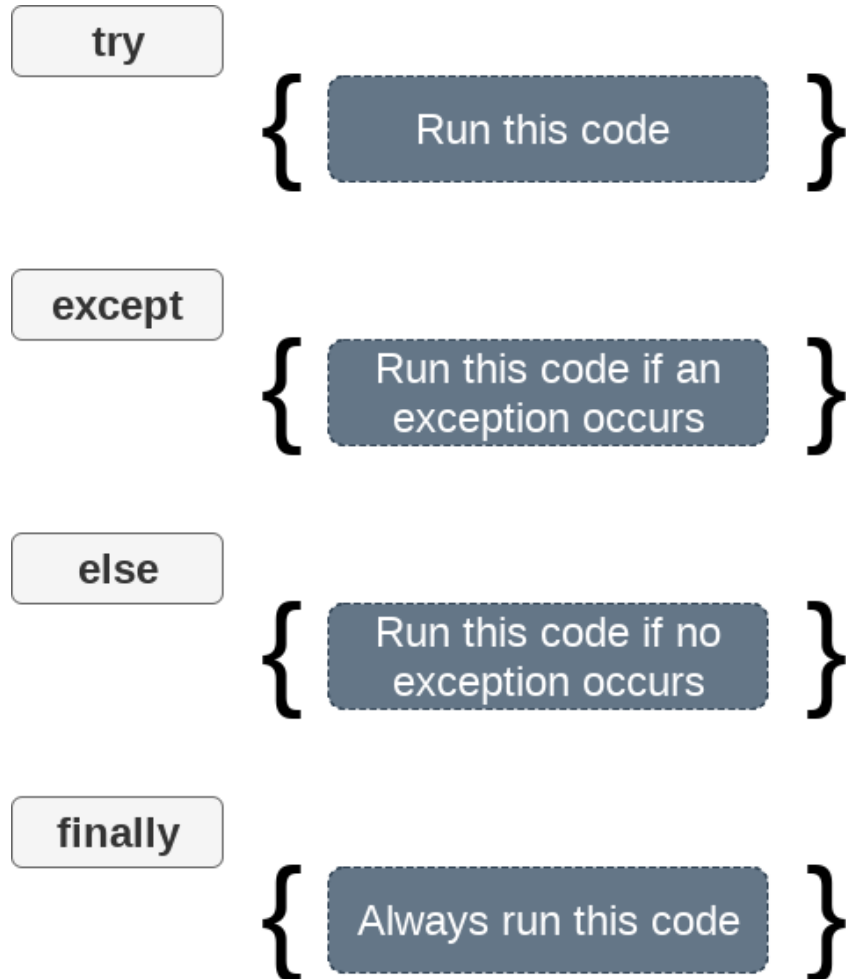 try
{ Run this code }
except
{ Run this code if an
exception occurs }
else
{ Run this code if no
exception occurs }
finally
{ Always run this code }